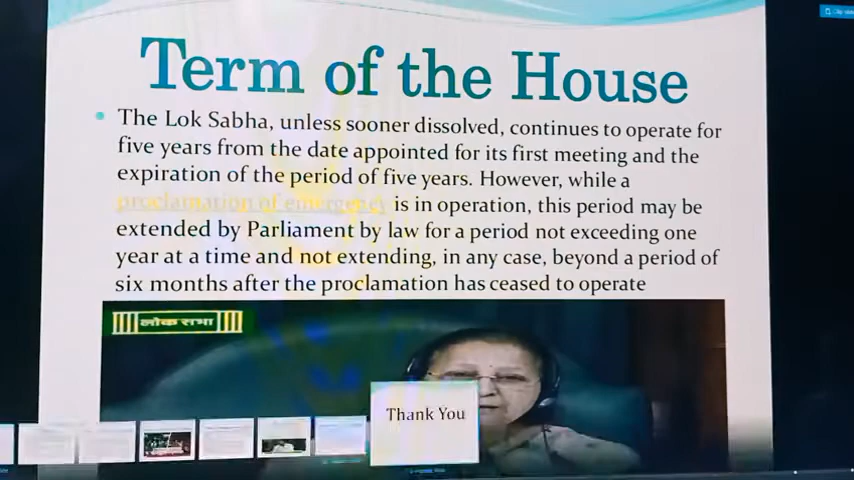 Term of the House
The Lok Sabha, unless sooner dissolved, continues to operate for
five years from the date appointed for its first meeting and the
expiration of the period of five years. However, while a
proclamation of emergency is in operation, this period may be
extended by Parliament by law for a period not exceeding one
year at a time and not extending, in any case, beyond a period of
six months after the proclamation has ceased to operate
लोक सभा
Thank You